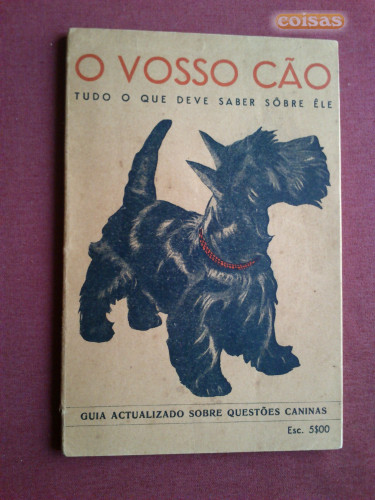 coisas
O VOSSO CÃO
TUDO O QUE DEVE SABER SÔBRE ÊLE
GUIA ACTUALIZADO SOBRE QUESTÕES CANINAS
Esc. 5$00